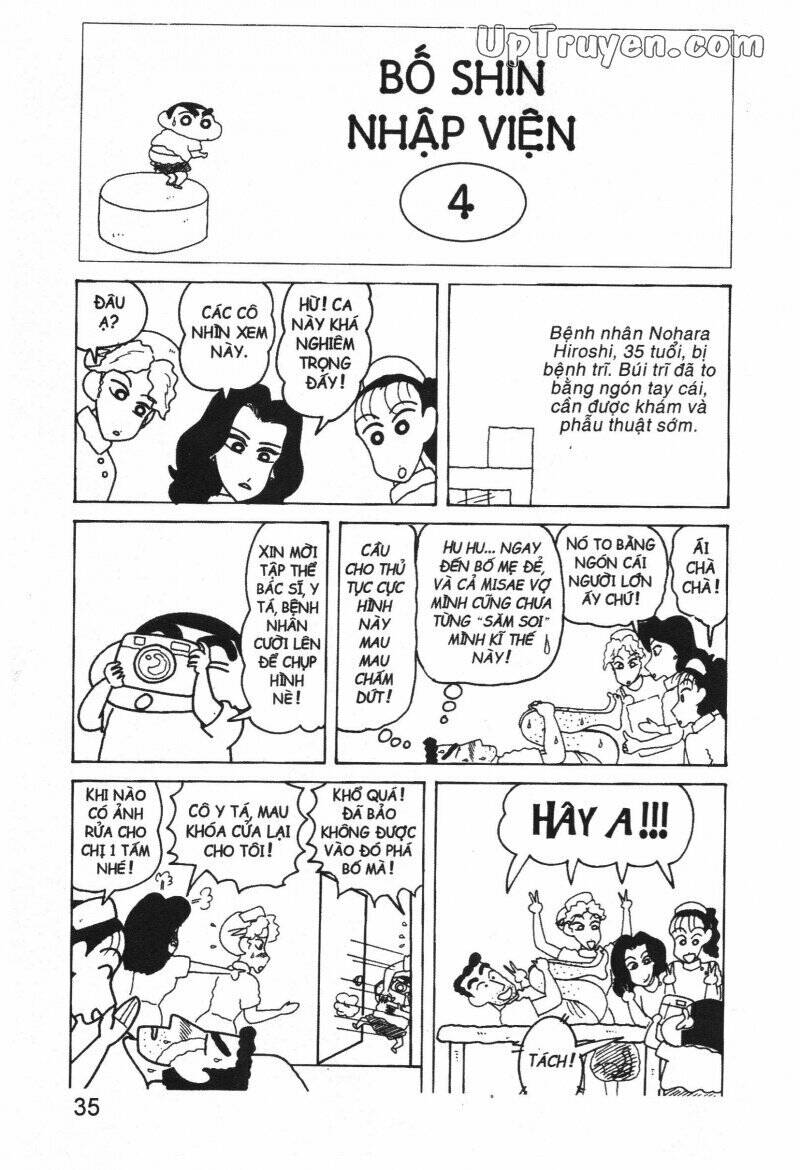 UpTruyen.com
BỐ SHIN
NHẬP VIỆN
4
Bệnh nhân Nohara
Hiroshi, 35 tuổi, bị
bệnh trĩ. Búi trĩ đã to
bằng ngón tay cái,
cần được khám và
phẫu thuật sớm.
HỪ! CA
NÀY KHÁ
NGHIÊM
TRỌNG
ĐẤY!
CÁC CÔ
NHÌN XEM
NÀY.
ĐÂU
Ạ?
ÁI
CHÀ
CHÀ!
NÓ TO BẰNG
NGÓN CÁI
NGƯỜI LỚN
ẤY CHỨ!
HU HU... NGAY
ĐẾN BỐ MẸ ĐẺ,
VÀ CẢ MISAE VỢ
MÌNH CŨNG CHƯA
TỪNG "SĂM SOI"
MÌNH KĨ THẾ
NÀY!
CẦU
CHO THỦ
TỤC CỰC
HÌNH
NÀY
MAU
MAU
CHẤM
DỨT!
XIN MỜI
TẬP THỂ
BÁC SĨ, Y
TÁ, BỆNH
NHÂN
CƯỜI LÊN
ĐỂ CHỤP
HÌNH
NÈ!
HÂY A!!!
TÁCH!
KHỔ QUÁ!
ĐÃ BẢO
KHÔNG ĐƯỢC
VÀO ĐÓ PHÁ
BỐ MÀ!
CÔ Y TÁ, MAU
KHÓA CỬA LẠI
CHO TÔI!
KHI NÀO
CÓ ẢNH
RỬA CHO
CHỊ 1 TẤM
NHÉ!
35